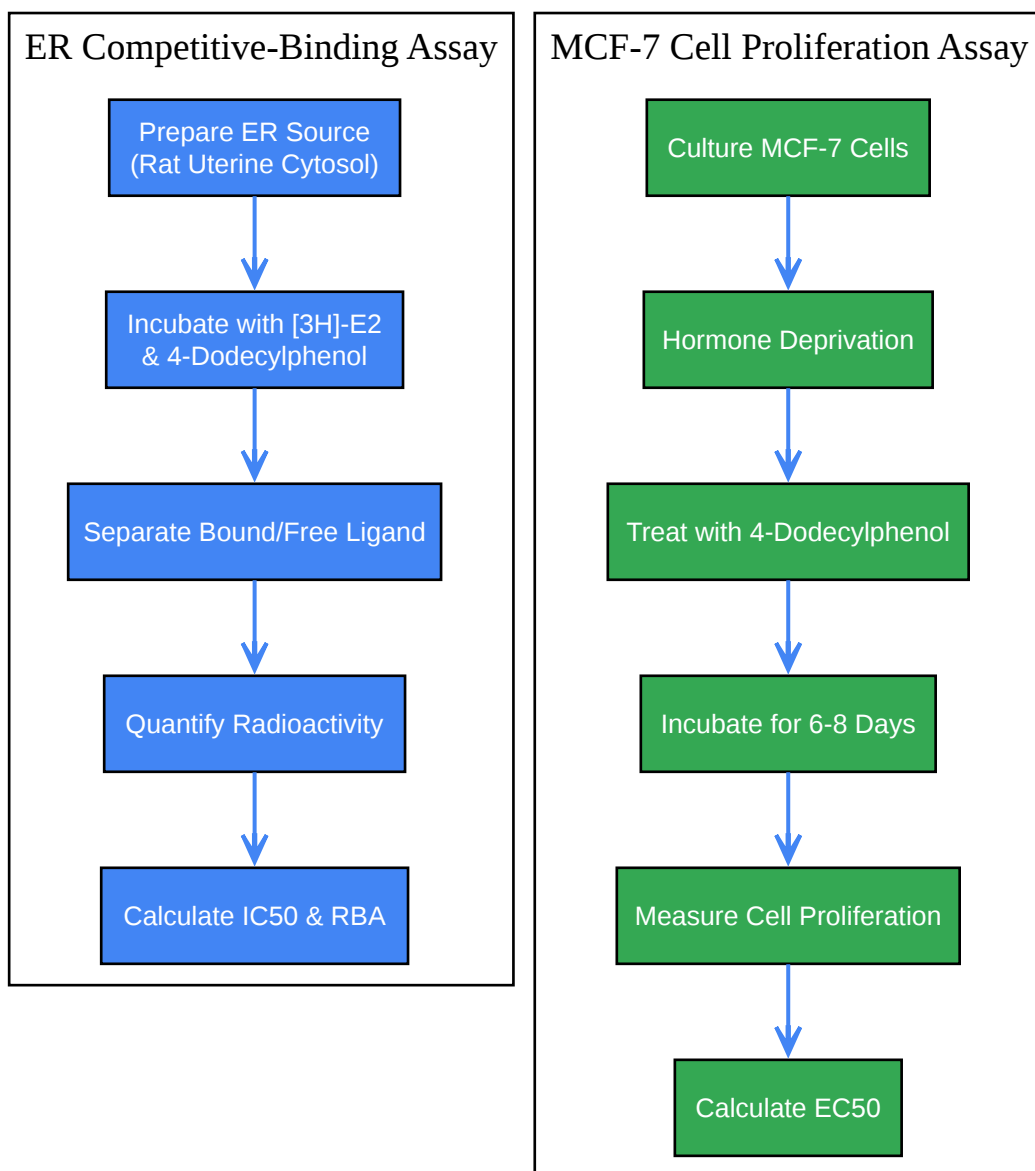 ER Competitive-Binding Assay
Prepare ER Source
(Rat Uterine Cytosol)
Incubate with [3H]-E2
& 4-Dodecylphenol
Separate Bound/Free Ligand
Quantify Radioactivity
Calculate IC50 & RBA
MCF-7 Cell Proliferation Assay
Culture MCF-7 Cells
Hormone Deprivation
Treat with 4-Dodecylphenol
Incubate for 6-8 Days
Measure Cell Proliferation
Calculate EC50